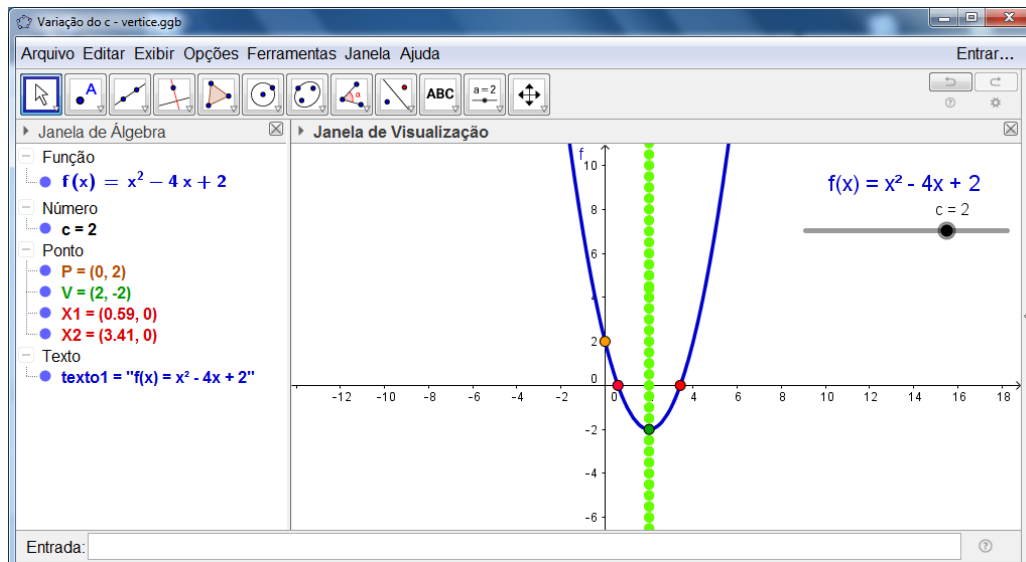 Variação do c - vertice.ggb
Arquivo Editar Exibir Opções Ferramentas Janela Ajuda
Entrar...
A
α
ABC
a=2
Janela de Álgebra
Função
f(x) = x² − 4 x + 2
Número
c = 2
Ponto
P = (0, 2)
V = (2, -2)
X1 = (0.59, 0)
X2 = (3.41, 0)
Texto
texto1 = "f(x) = x² - 4x + 2"
Janela de Visualização
f
f(x) = x² - 4x + 2
c = 2
10
8
6
4
2
0
-2
-4
-6
-12 -10 -8 -6 -4 -2 0 2 4 6 8 10 12 14 16 18
Entrada: